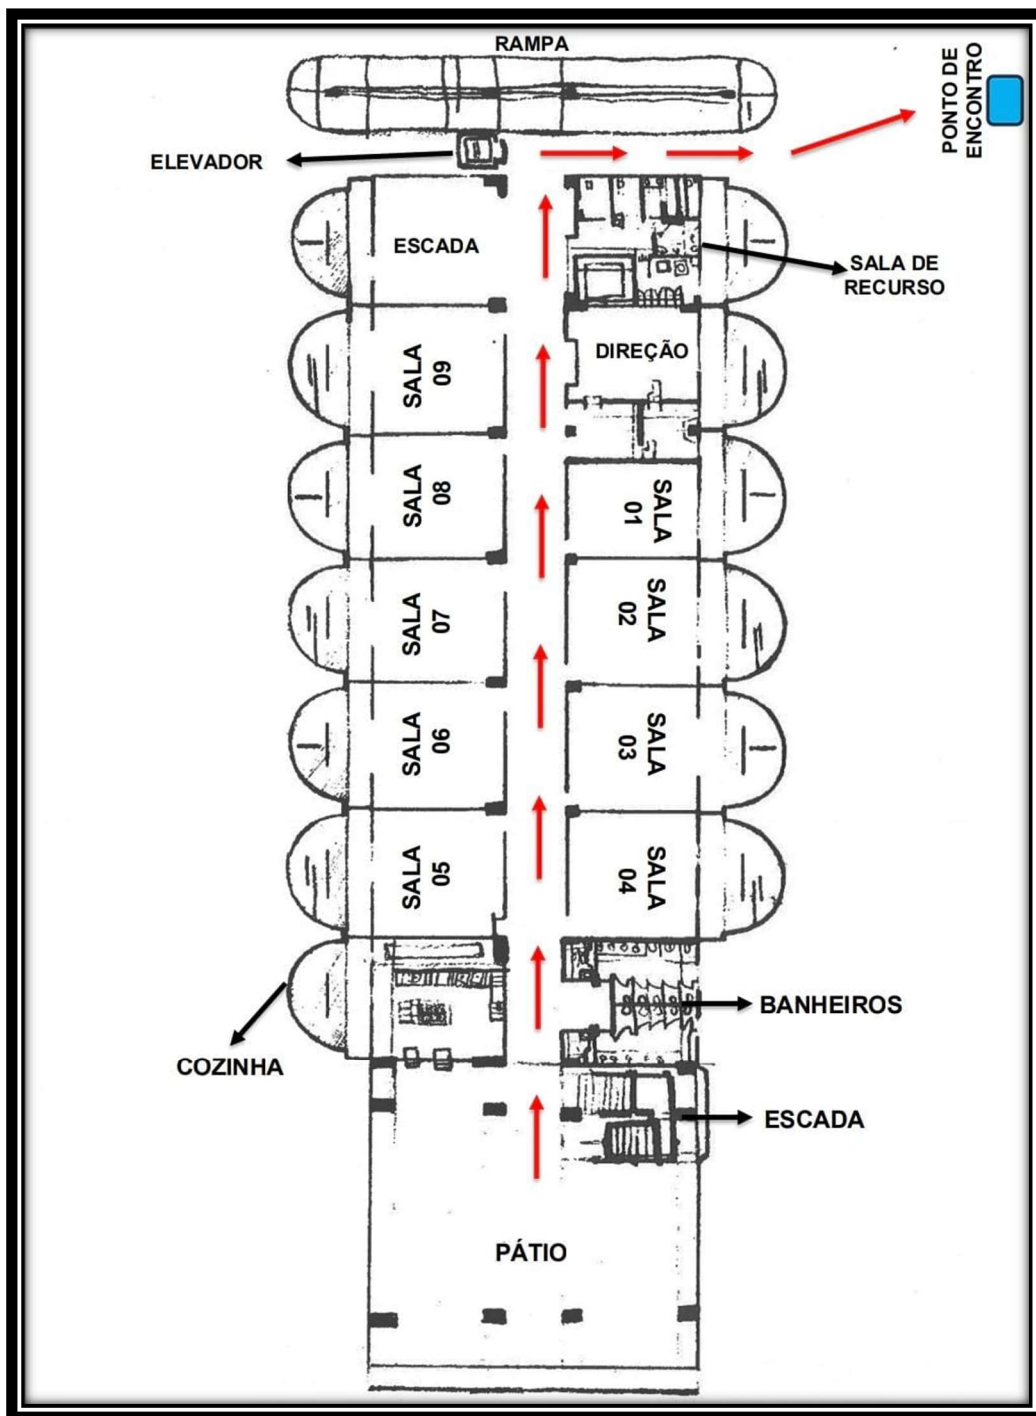 RAMPA
PONTO DE
ENCONTRO
ELEVADOR
ESCADA
SALA DE
RECURSO
SALA
09
DIREÇÃO
SALA
08
SALA
01
SALA
07
SALA
02
SALA
06
SALA
03
SALA
05
SALA
04
BANHEIROS
COZINHA
ESCADA
PÁTIO